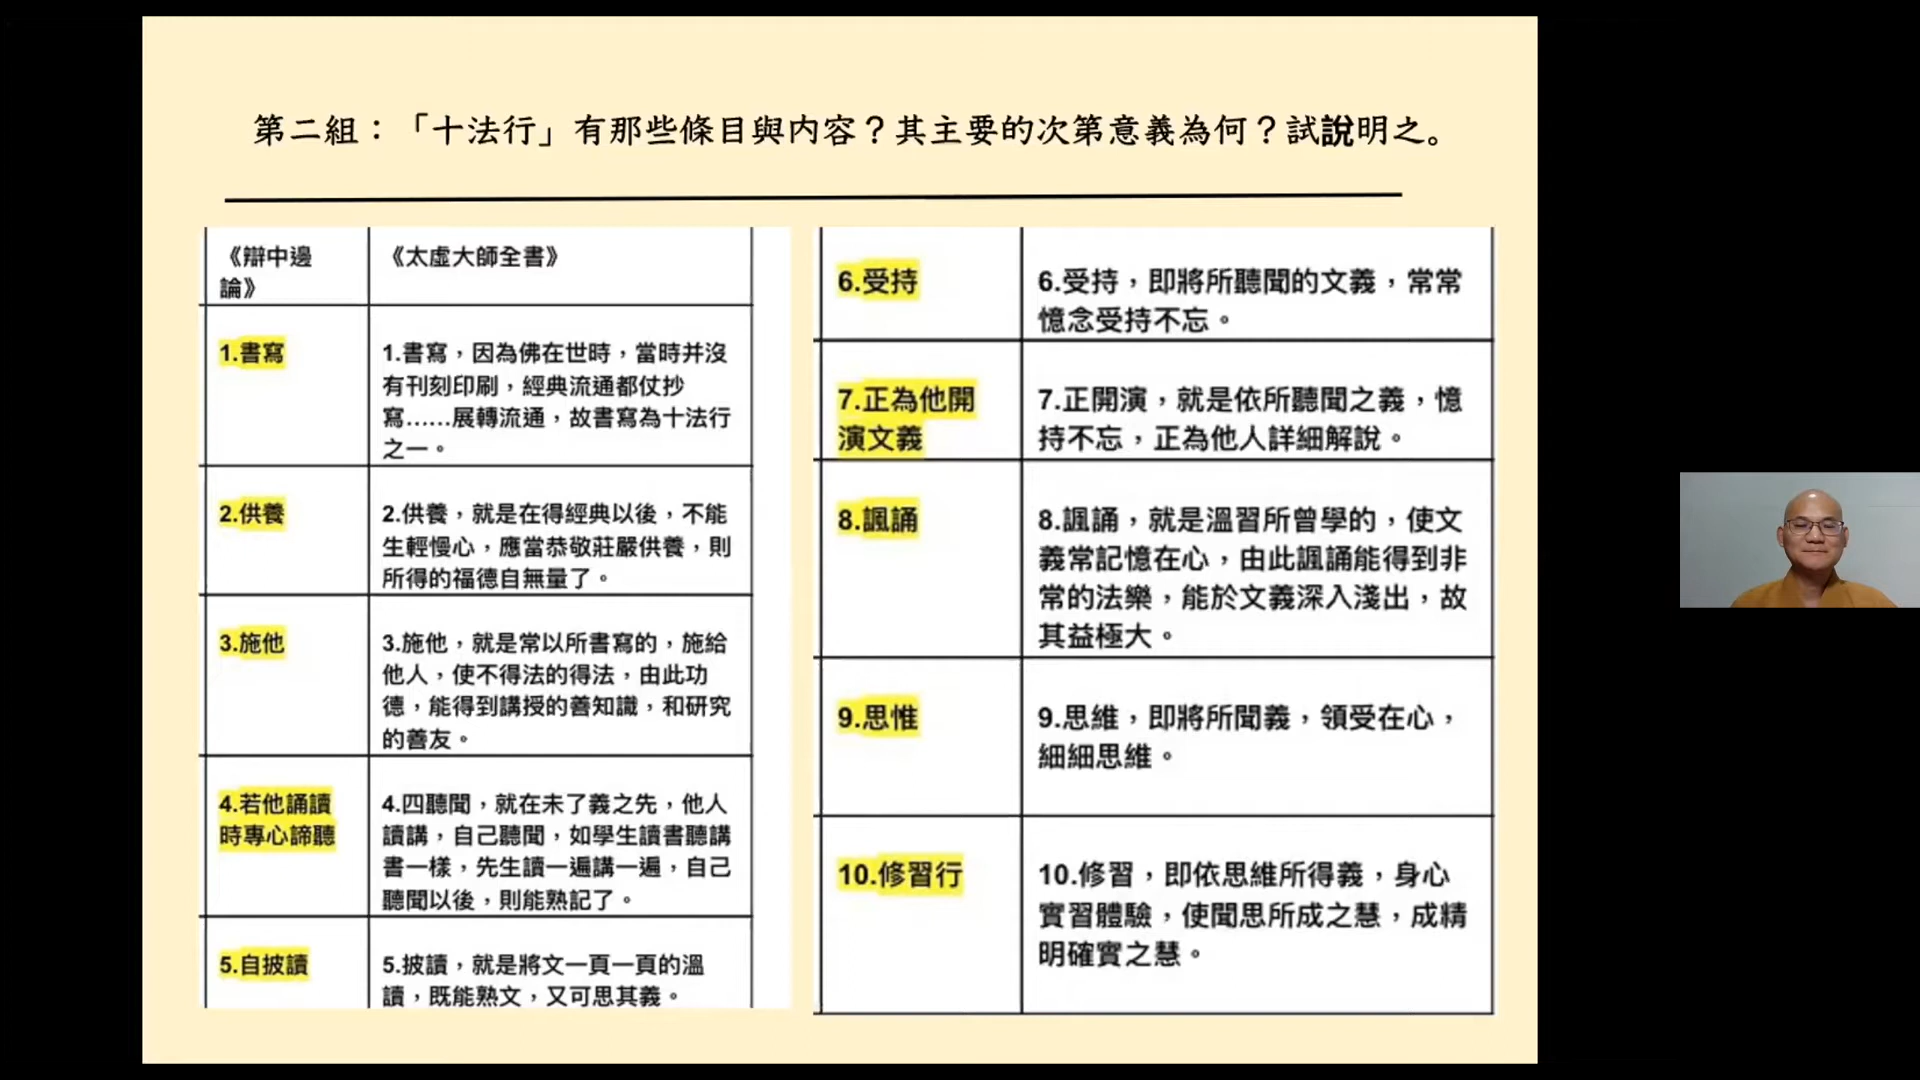 第二組：「十法行」有那些條目與內容？其主要的次第意義為何？試說明之。
《辯中邊
論》
《太虛大師全書》
1.書寫
1.書寫，因為佛在世時，當時并沒
有刊刻印刷，經典流通都仗抄
寫......展轉流通，故書寫為十法行
之一。
2.供養
2.供養，就是在得經典以後，不能
生輕慢心，應當恭敬莊嚴供養，則
所得的福德自無量了。
3.施他
3.施他，就是常以所書寫的，施給
他人，使不得法的得法，由此功
德，能得到講授的善知識，和研究
的善友。
4.若他誦讀
時專心諦聽
4.四聽聞，就在未了義之先，他人
讀講，自己聽聞，如學生讀書聽講
書一樣，先生讀一遍講一遍，自己
聽聞以後，則能熟記了。
5.自披讀
5.披讀，就是將文一頁一頁的溫
讀，既能熟文，又可思其義。
6.受持
6.受持，即將所聽聞的文義，常常
憶念受持不忘。
7.正為他開
演文義
7.正開演，就是依所聽聞之義，憶
持不忘，正為他人詳細解說。
8.諷誦
8.諷誦，就是溫習所曾學的，使文
義常記憶在心，由此諷誦能得到非
常的法樂，能於文義深入淺出，故
其益極大。
9.思惟
9.思維，即將所聞義，領受在心，
細細思維。
10.修習行
10.修習，即依思維所得義，身心
實習體驗，使聞思所成之慧，成精
明確實之慧。